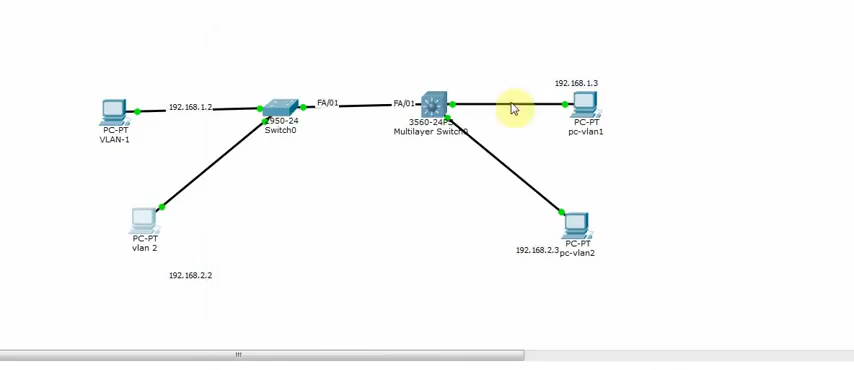 192.168.1.3
192.168.1.2
FA/01
FA/01
PC-PT
VLAN-1
2950-24
Switch0
3560-24PS
Multilayer Switch0
PC-PT
pc-vlan1
PC-PT
vlan 2
PC-PT
pc-vlan2
192.168.2.3
192.168.2.2